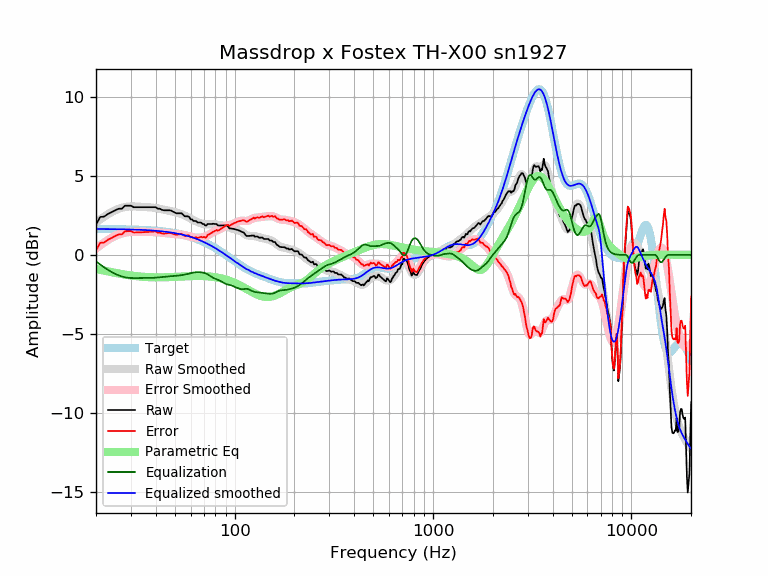 Massdrop x Fostex TH-X00 sn1927
Amplitude (dBr)
10
5
0
−5
−10
−15
Target
Raw Smoothed
Error Smoothed
Raw
Error
Parametric Eq
Equalization
Equalized smoothed
100 1000 10000
Frequency (Hz)